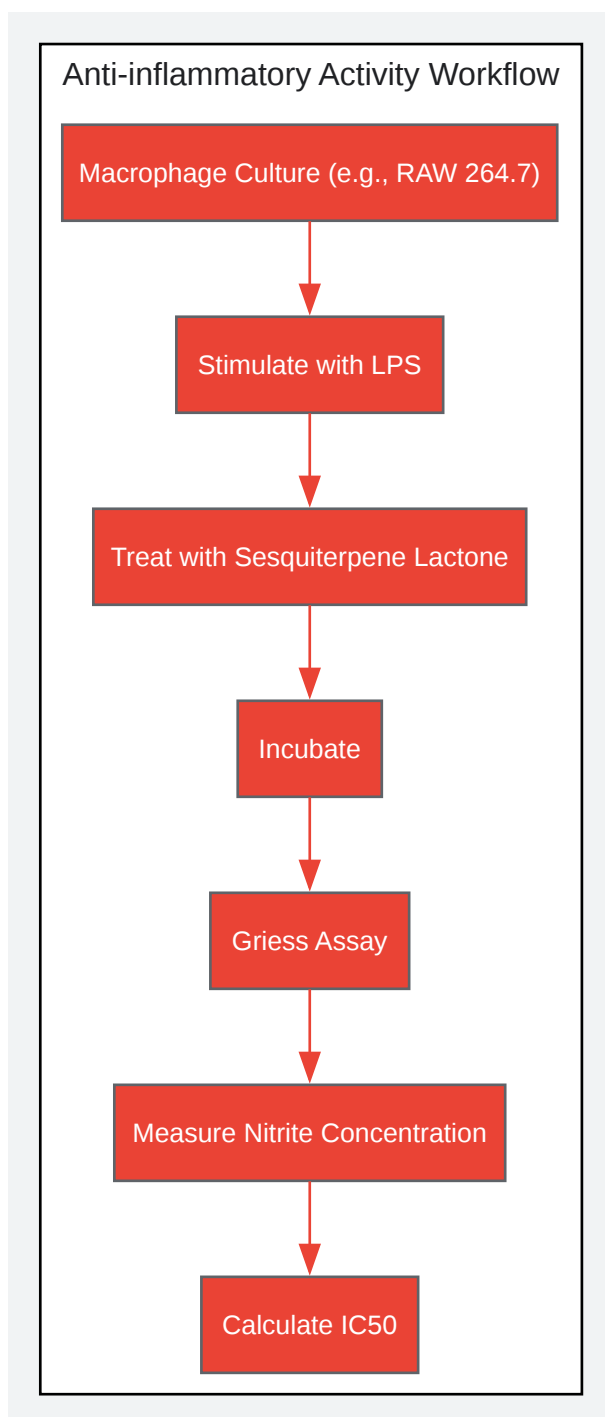 Anti-inflammatory Activity Workflow
Macrophage Culture (e.g., RAW 264.7)
Stimulate with LPS
Treat with Sesquiterpene Lactone
Incubate
Griess Assay
Measure Nitrite Concentration
Calculate IC50